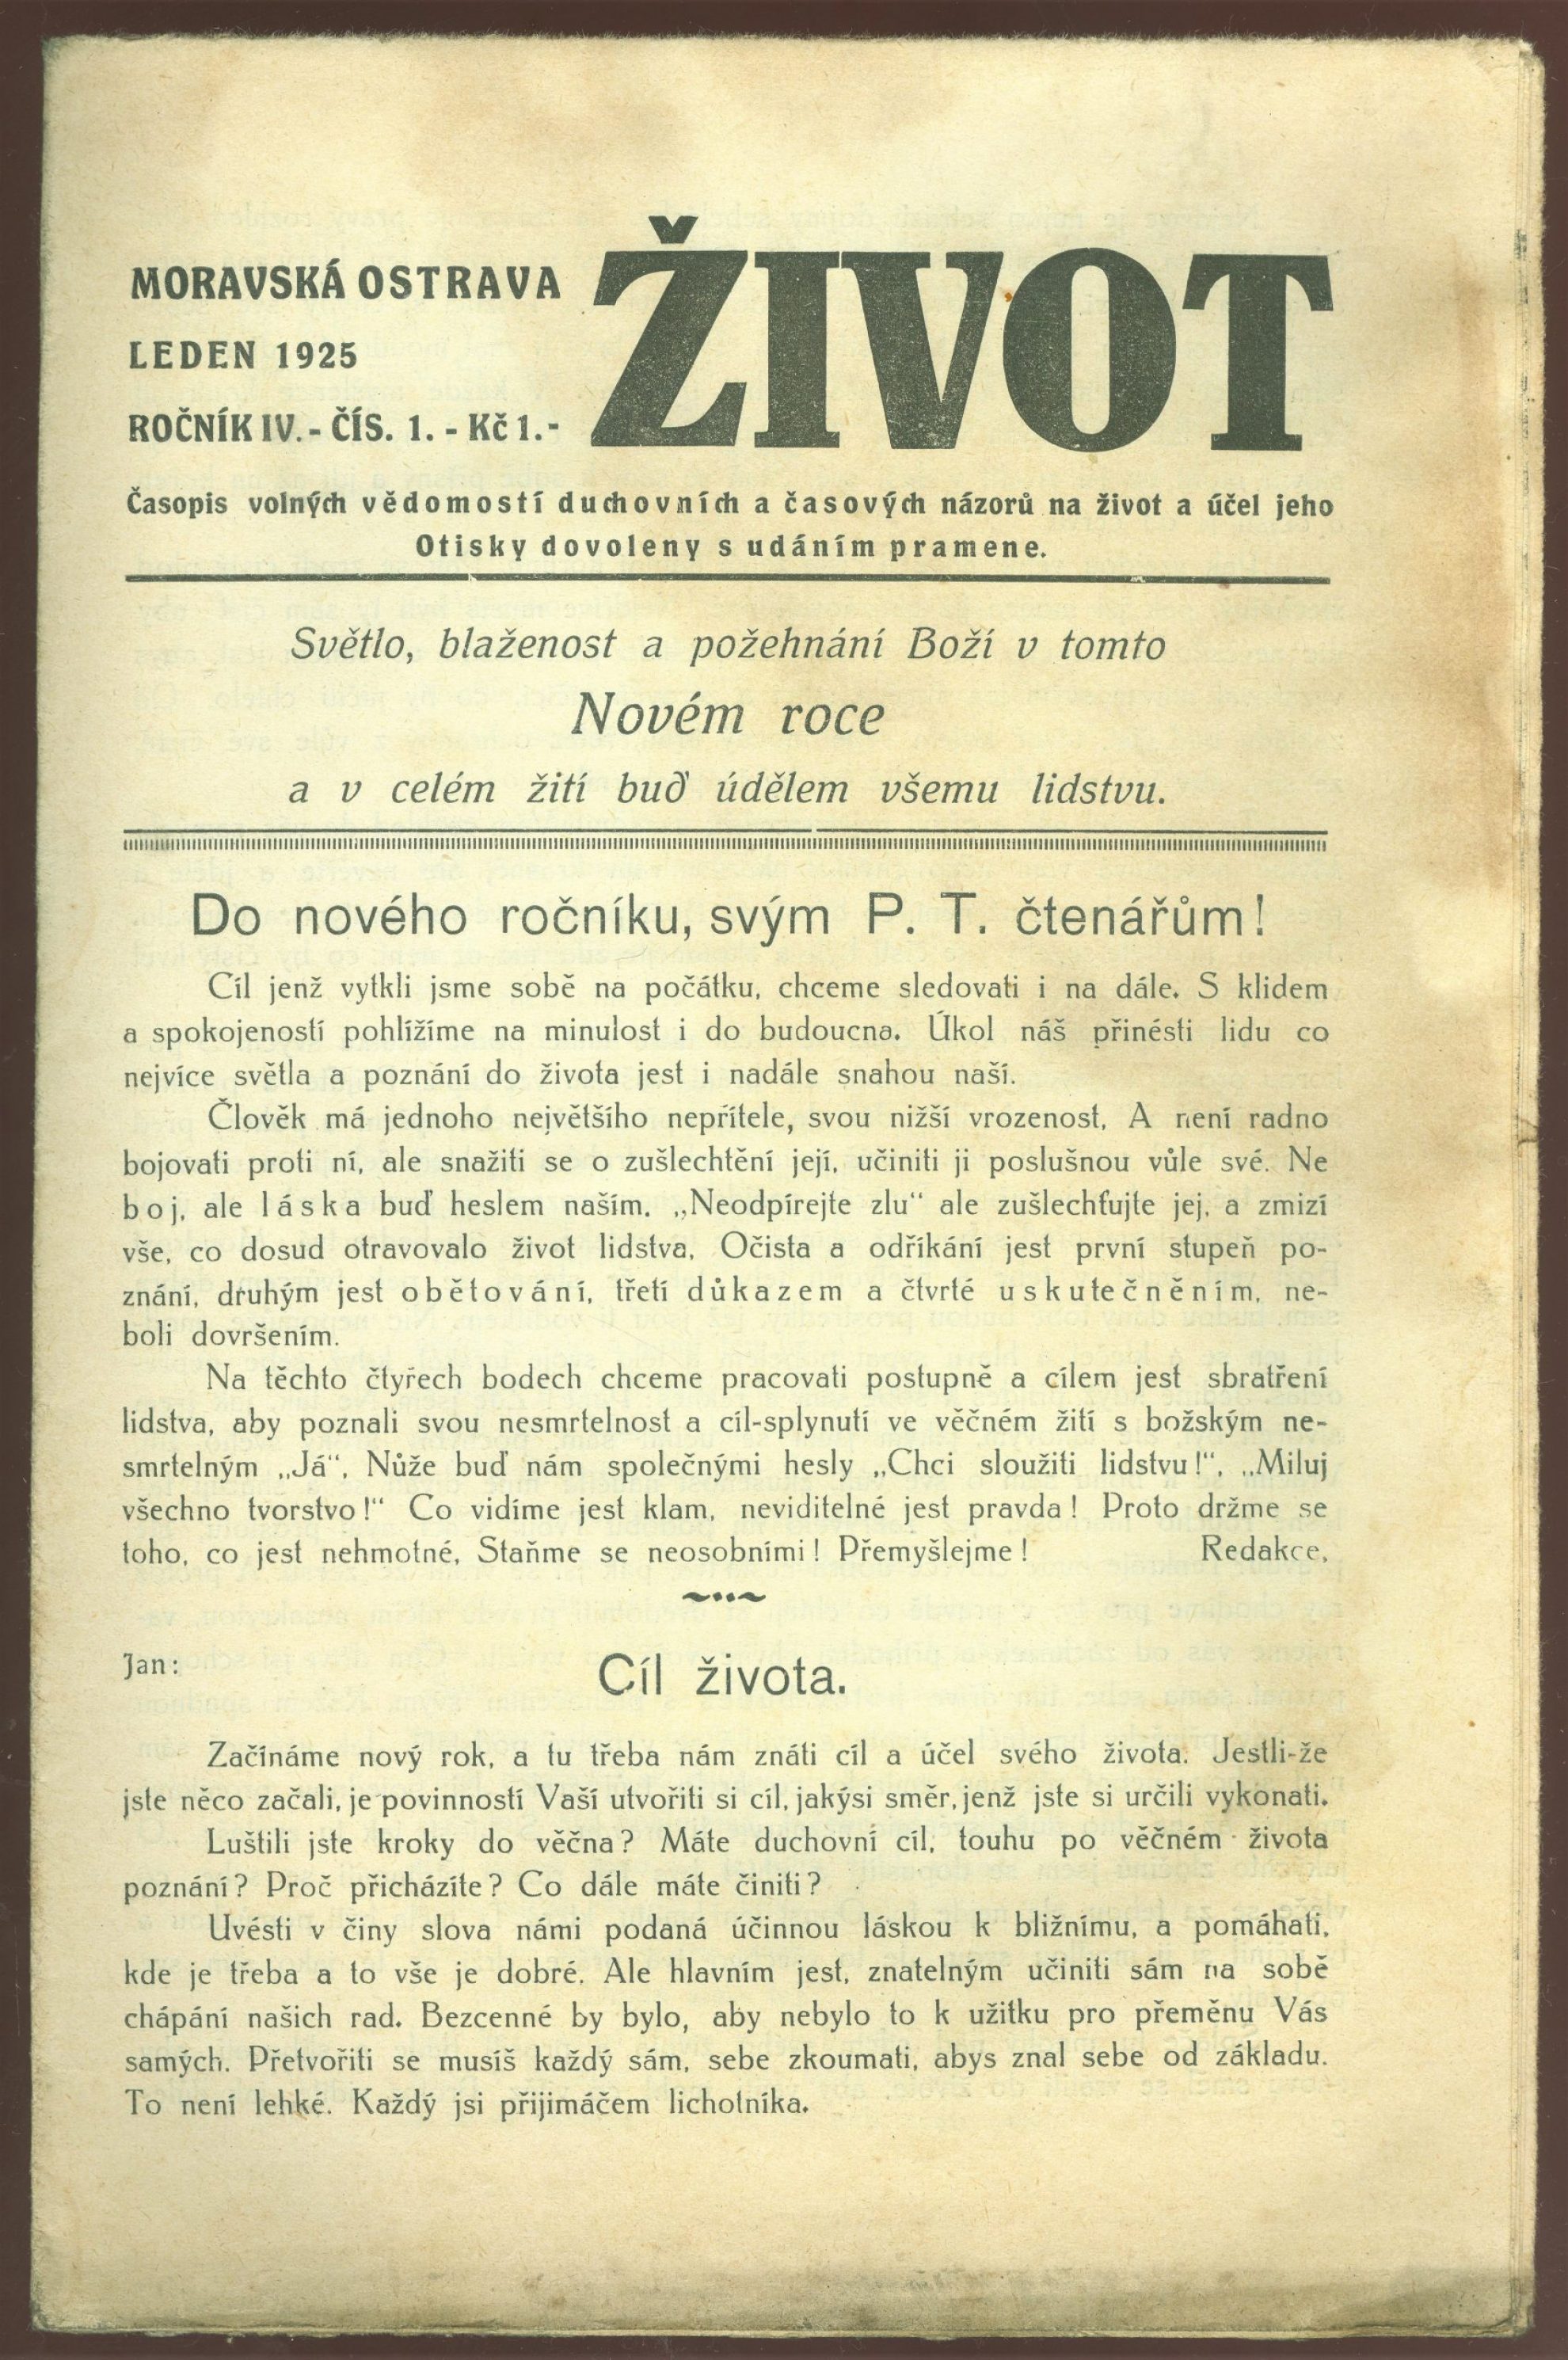 MORAVSKÁ OSTRAVA
LEDEN 1925
ROČNÍK IV. - ČÍS. 1. - Kč 1.-
ŽIVOT
Časopis volných vědomostí duchovních a časových názorů na život a účel jeho
Otisky dovoleny s udáním pramene.
Světlo, blaženost a požehnání Boží v tomto
Novém roce
a v celém žití buď údělem všemu lidstvu.
Do nového ročníku, svým P. T. čtenářům!
Cíl jenž vytkli jsme sobě na počátku, chceme sledovati i na dále. S klidem
a spokojeností pohlížíme na minulost i do budoucna. Úkol náš přinésti lidu co
nejvíce světla a poznání do života jest i nadále snahou naší.
Člověk má jednoho největšího nepřítele, svou nižší vrozenost, A není radno
bojovati proti ní, ale snažiti se o zušlechtění její, učiniti ji poslušnou vůle své. Ne
boj, ale láska buď heslem naším. „Neodpírejte zlu“ ale zušlechťujte jej, a zmizí
vše, co dosud otravovalo život lidstva, Očista a odříkání jest první stupeň po-
znání, druhým jest obětování, třetí důkazem a čtvrté uskutečněním, ne-
boli dovršením.
Na těchto čtyřech bodech chceme pracovati postupně a cílem jest sbratření
lidstva, aby poznali svou nesmrtelnost a cíl-splynutí ve věčném žití s božským ne-
smrtelným „Já“, Nůže buď nám společnými hesly „Chci sloužiti lidstvu!“, „Miluj
všechno tvorstvo!“ Co vidíme jest klam, neviditelné jest pravda! Proto držme se
toho, co jest nehmotné, Staňme se neosobními! Přemyšlejme! Redakce,
Jan:
Cíl života.
Začínáme nový rok, a tu třeba nám znáti cíl a účel svého života. Jestli-že
jste něco začali, je povinností Vaší utvořiti si cíl, jakýsi směr, jenž jste si určili vykonati.
Luštili jste kroky do věčna? Máte duchovní cíl, touhu po věčném života
poznání? Proč přicházíte? Co dále máte činiti?
Uvésti v činy slova námi podaná účinnou láskou k bližnímu, a pomáhati,
kde je třeba a to vše je dobré. Ale hlavním jest, znatelným učiniti sám na sobě
chápání našich rad. Bezcenné by bylo, aby nebylo to k užitku pro přeměnu Vás
samých. Přetvořiti se musíš každý sám, sebe zkoumati, abys znal sebe od základu.
To není lehké. Každý jsi přijimáčem lichotníka.